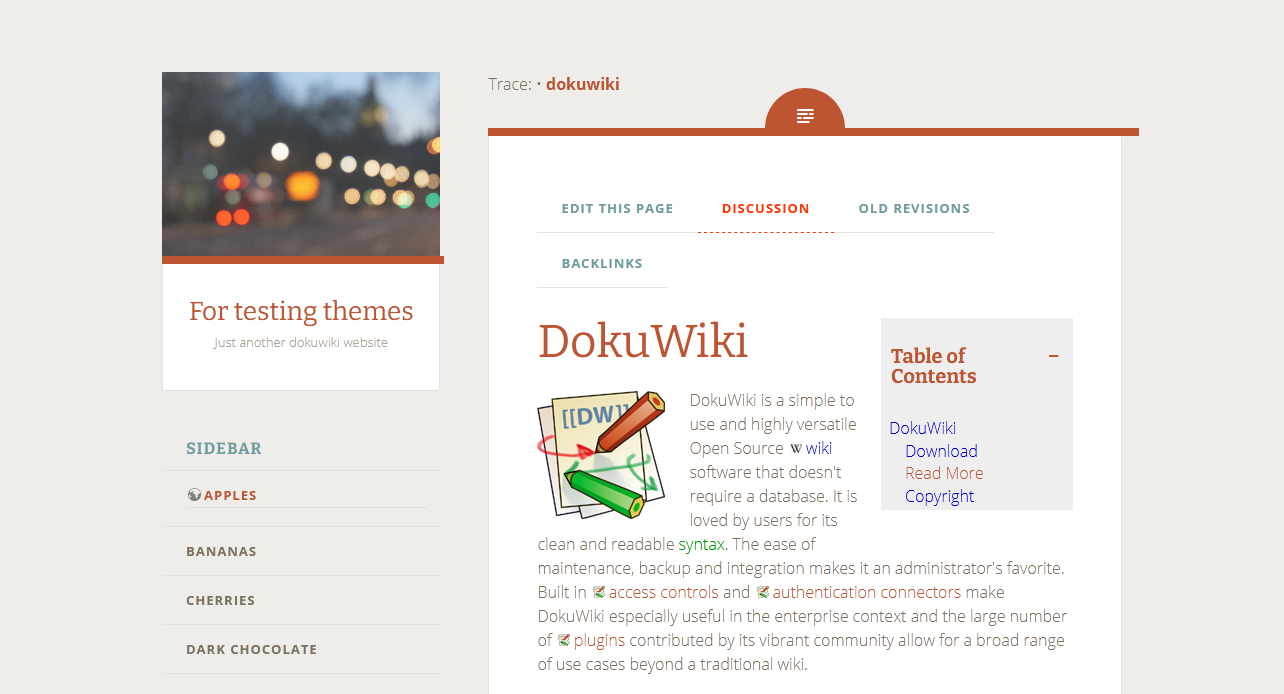 Trace: • dokuwiki
For testing themes
Just another dokuwiki website
SIDEBAR
APPLES
BANANAS
CHERRIES
DARK CHOCOLATE
EDIT THIS PAGE DISCUSSION OLD REVISIONS
BACKLINKS
DokuWiki
[[DW]]
DokuWiki is a simple to
use and highly versatile
Open Source W wiki
software that doesn't
require a database. It is
loved by users for its
clean and readable syntax. The ease of
maintenance, backup and integration makes it an administrator's favorite.
Built in access controls and authentication connectors make
DokuWiki especially useful in the enterprise context and the large number
of plugins contributed by its vibrant community allow for a broad range
of use cases beyond a traditional wiki.
Table of
Contents
−
DokuWiki
Download
Read More
Copyright